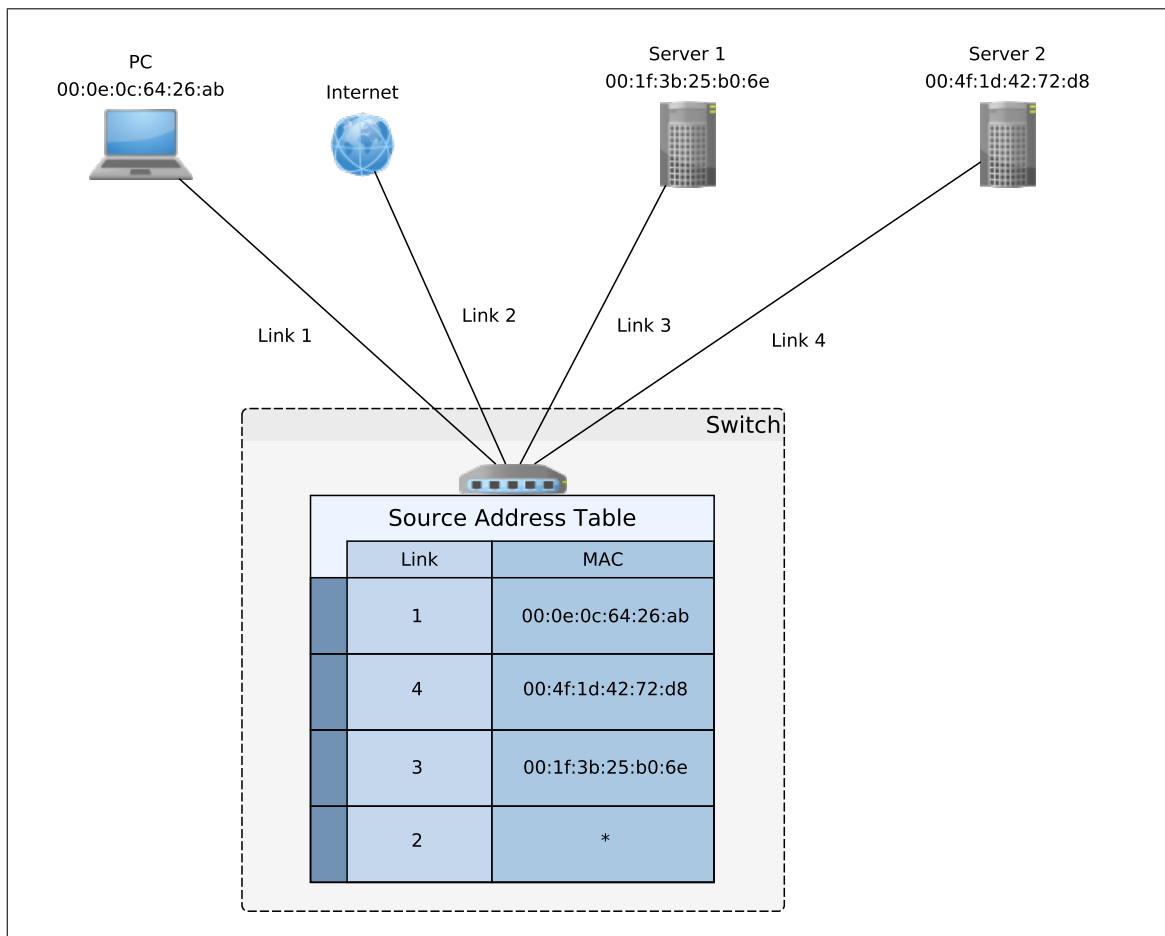 PC
00:0e:0c:64:26:ab
Internet
Server 1
00:1f:3b:25:b0:6e
Server 2
00:4f:1d:42:72:d8
Link 1
Link 2
Link 3
Link 4
Switch
Source Address Table
Link MAC
1 00:0e:0c:64:26:ab
4 00:4f:1d:42:72:d8
3 00:1f:3b:25:b0:6e
2 *